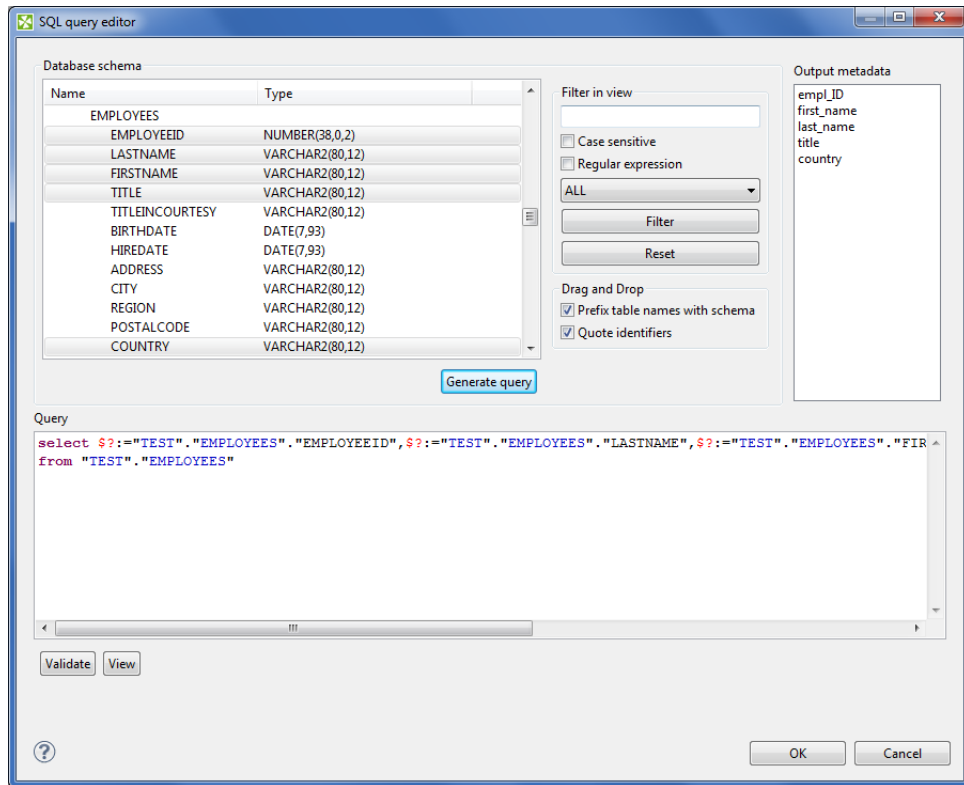 SQL query editor
Database schema
Name Type
EMPLOYEES
EMPLOYEEID NUMBER(38,0,2)
LASTNAME VARCHAR2(80,12)
FIRSTNAME VARCHAR2(80,12)
TITLE VARCHAR2(80,12)
TITLEINCOURTESY VARCHAR2(80,12)
BIRTHDATE DATE(7,93)
HIREDATE DATE(7,93)
ADDRESS VARCHAR2(80,12)
CITY VARCHAR2(80,12)
REGION VARCHAR2(80,12)
POSTALCODE VARCHAR2(80,12)
COUNTRY VARCHAR2(80,12)
Generate query
Filter in view
Case sensitive
Regular expression
ALL
Filter
Reset
Drag and Drop
Prefix table names with schema
Quote identifiers
Output metadata
empl_ID
first_name
last_name
title
country
Query
select $?:="TEST"."EMPLOYEES"."EMPLOYEEID",$?:="TEST"."EMPLOYEES"."LASTNAME",$?:="TEST"."EMPLOYEES"."FIR
from "TEST"."EMPLOYEES"
Validate View
?
OK Cancel